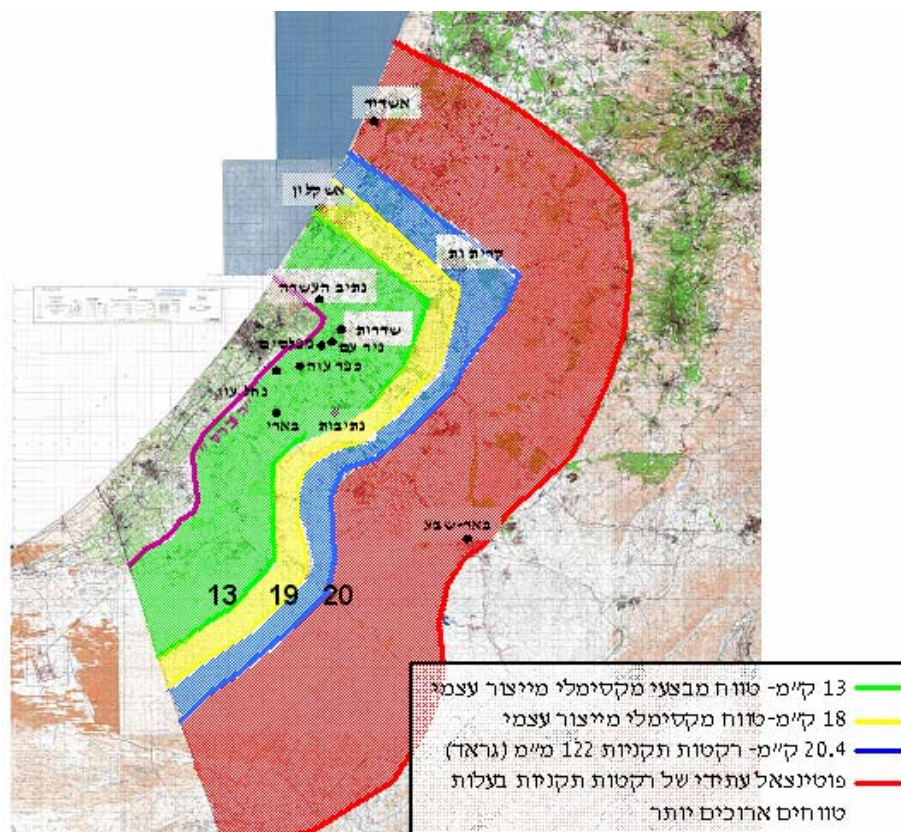 אשדוד
אשקלון
קרית גת
נתיב העשרה
שדרות
מפלסים
ניר עם
כפר עזה
נחל עוז
בארי
נתיבות
באר-שבע
13 19 20
13 ק״מ- טווח מבצעי מקסימלי מייצור עצמי
18 ק״מ-טווח מקסימלי מייצור עצמי
20.4 ק״מ- רקטות תקניות 122 מ״מ (גראד)
פוטינצאל עתידי של רקטות תקניות בעלות
טווחים ארוכים יותר